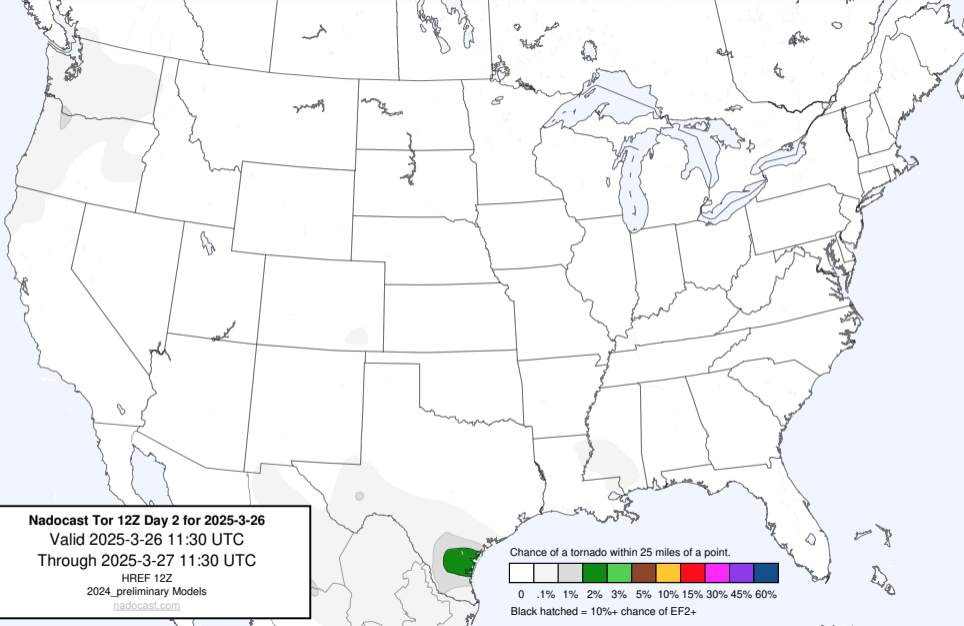 Nadocast Tor 12Z Day 2 for 2025-3-26
Valid 2025-3-26 11:30 UTC
Through 2025-3-27 11:30 UTC
HREF 12Z
2024_preliminary Models
nadocast.com
Chance of a tornado within 25 miles of a point.
0 .1% 1% 2% 3% 5% 10% 15% 30% 45% 60%
Black hatched = 10%+ chance of EF2+